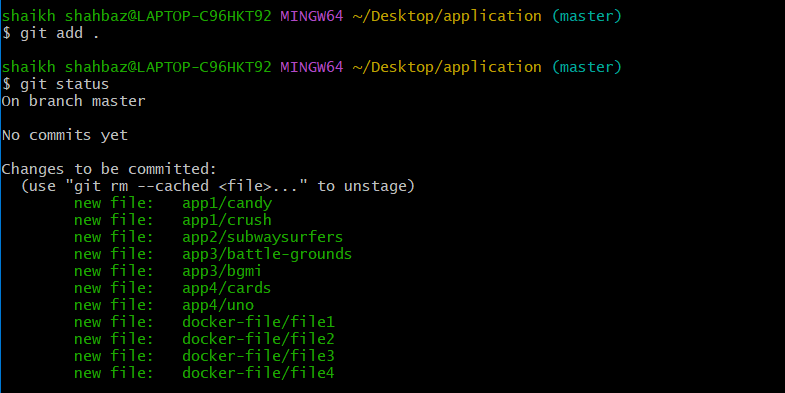 shaikh shahbaz@LAPTOP-C96HKT92 MINGW64 ~/Desktop/application (master)
$ git add .
shaikh shahbaz@LAPTOP-C96HKT92 MINGW64 ~/Desktop/application (master)
$ git status
On branch master
No commits yet
Changes to be committed:
  (use "git rm --cached <file>..." to unstage)
        new file:   app1/candy
        new file:   app1/crush
        new file:   app2/subwaysurfers
        new file:   app3/battle-grounds
        new file:   app3/bgmi
        new file:   app4/cards
        new file:   app4/uno
        new file:   docker-file/file1
        new file:   docker-file/file2
        new file:   docker-file/file3
        new file:   docker-file/file4